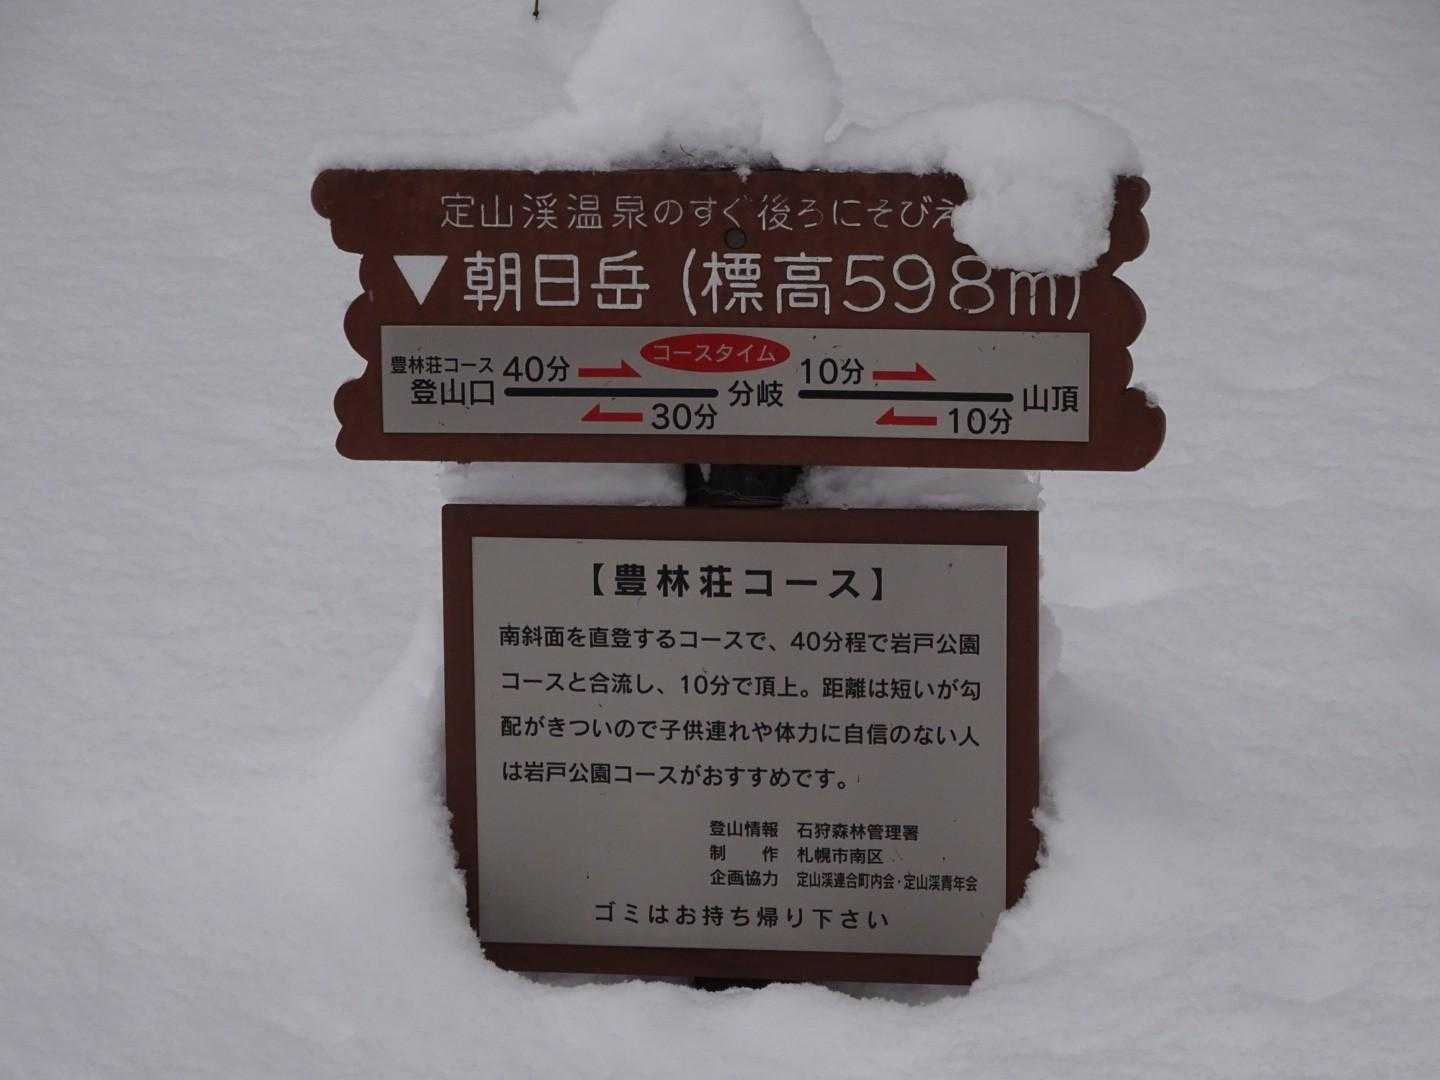 定山渓温泉のすぐ後ろにそびえ
▼朝日岳（標高598m）
コースタイム
豊林荘コース 40分 10分
登山口 分岐 山頂
30分 10分
【豊林荘コース】
南斜面を直登するコースで、40分程で岩戸公園
コースと合流し、10分で頂上。距離は短いが勾
配がきついので子供連れや体力に自信のない人
は岩戸公園コースがおすすめです。
登山情報 石狩森林管理署
制 作 札幌市南区
企画協力 定山渓連合町内会・定山渓青年会
ゴミはお持ち帰り下さい